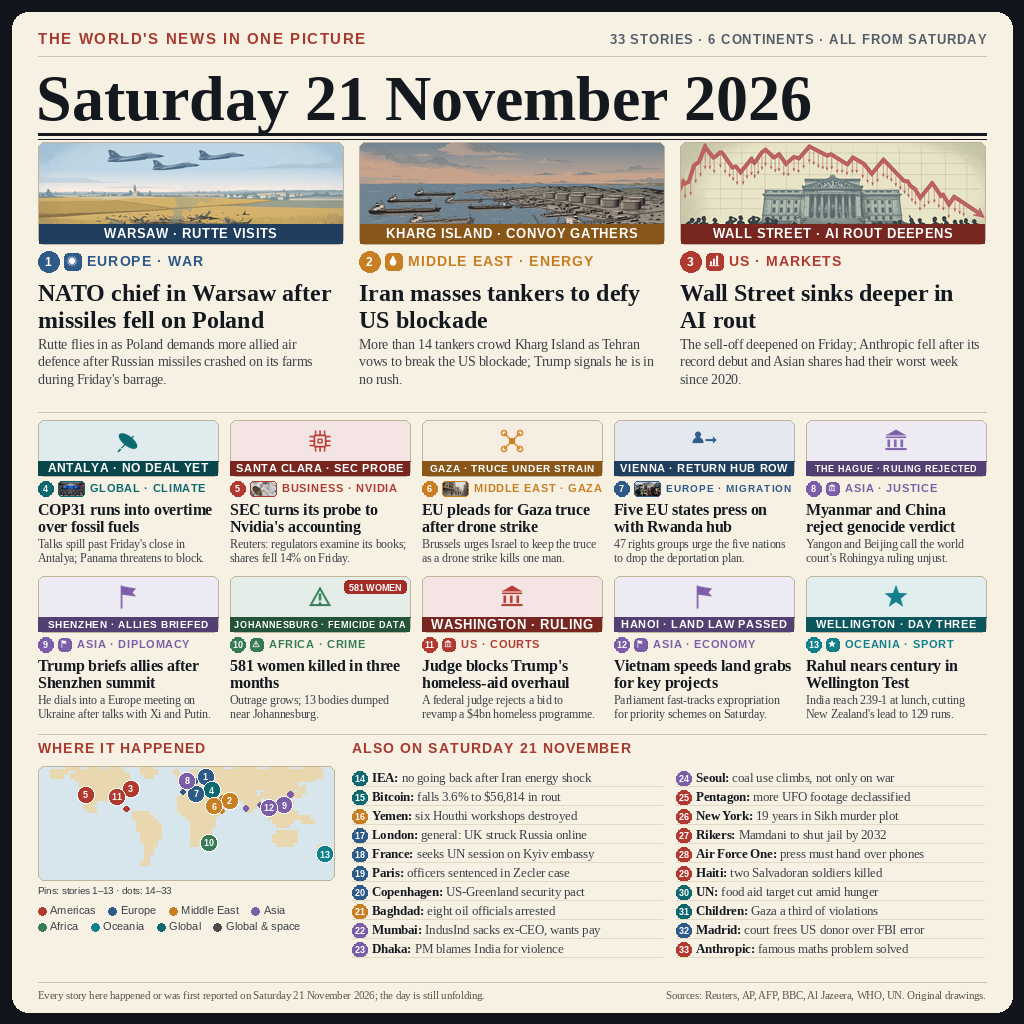 THE WORLD'S NEWS IN ONE PICTURE
33 STORIES · 6 CONTINENTS · ALL FROM SATURDAY
Saturday 21 November 2026
WARSAW · RUTTE VISITS
1 EUROPE · WAR
NATO chief in Warsaw after
missiles fell on Poland
Rutte flies in as Poland demands more allied air
defence after Russian missiles crashed on its farms
during Friday's barrage.
KHARG ISLAND · CONVOY GATHERS
2 MIDDLE EAST · ENERGY
Iran masses tankers to defy
US blockade
More than 14 tankers crowd Kharg Island as Tehran
vows to break the US blockade; Trump signals he is in
no rush.
WALL STREET · AI ROUT DEEPENS
3 US · MARKETS
Wall Street sinks deeper in
AI rout
The sell-off deepened on Friday; Anthropic fell after its
record debut and Asian shares had their worst week
since 2020.
ANTALYA · NO DEAL YET
4 GLOBAL · CLIMATE
COP31 runs into overtime
over fossil fuels
Talks spill past Friday's close in
Antalya; Panama threatens to block.
SANTA CLARA · SEC PROBE
5 BUSINESS · NVIDIA
SEC turns its probe to
Nvidia's accounting
Reuters: regulators examine its books;
shares fell 14% on Friday.
GAZA · TRUCE UNDER STRAIN
6 MIDDLE EAST · GAZA
EU pleads for Gaza truce
after drone strike
Brussels urges Israel to keep the truce
as a drone strike kills one man.
VIENNA · RETURN HUB ROW
7 EUROPE · MIGRATION
Five EU states press on
with Rwanda hub
47 rights groups urge the five nations
to drop the deportation plan.
THE HAGUE · RULING REJECTED
8 ASIA · JUSTICE
Myanmar and China
reject genocide verdict
Yangon and Beijing call the world
court's Rohingya ruling unjust.
SHENZHEN · ALLIES BRIEFED
9 ASIA · DIPLOMACY
Trump briefs allies after
Shenzhen summit
He dials into a Europe meeting on
Ukraine after talks with Xi and Putin.
581 WOMEN
JOHANNESBURG · FEMICIDE DATA
10 AFRICA · CRIME
581 women killed in three
months
Outrage grows; 13 bodies dumped
near Johannesburg.
WASHINGTON · RULING
11 US · COURTS
Judge blocks Trump's
homeless-aid overhaul
A federal judge rejects a bid to
revamp a $4bn homeless programme.
HANOI · LAND LAW PASSED
12 ASIA · ECONOMY
Vietnam speeds land grabs
for key projects
Parliament fast-tracks expropriation
for priority schemes on Saturday.
WELLINGTON · DAY THREE
13 OCEANIA · SPORT
Rahul nears century in
Wellington Test
India reach 239-1 at lunch, cutting
New Zealand's lead to 129 runs.
WHERE IT HAPPENED
5 11 3 8 1 7 4 6 2 12 9 10 13
Pins: stories 1–13 · dots: 14–33
Americas Europe Middle East Asia
Africa Oceania Global Global & space
ALSO ON SATURDAY 21 NOVEMBER
14 IEA: no going back after Iran energy shock
15 Bitcoin: falls 3.6% to $56,814 in rout
16 Yemen: six Houthi workshops destroyed
17 London: general: UK struck Russia online
18 France: seeks UN session on Kyiv embassy
19 Paris: officers sentenced in Zecler case
20 Copenhagen: US-Greenland security pact
21 Baghdad: eight oil officials arrested
22 Mumbai: IndusInd sacks ex-CEO, wants pay
23 Dhaka: PM blames India for violence
24 Seoul: coal use climbs, not only on war
25 Pentagon: more UFO footage declassified
26 New York: 19 years in Sikh murder plot
27 Rikers: Mamdani to shut jail by 2032
28 Air Force One: press must hand over phones
29 Haiti: two Salvadoran soldiers killed
30 UN: food aid target cut amid hunger
31 Children: Gaza a third of violations
32 Madrid: court frees US donor over FBI error
33 Anthropic: famous maths problem solved
Every story here happened or was first reported on Saturday 21 November 2026; the day is still unfolding.
Sources: Reuters, AP, AFP, BBC, Al Jazeera, WHO, UN. Original drawings.